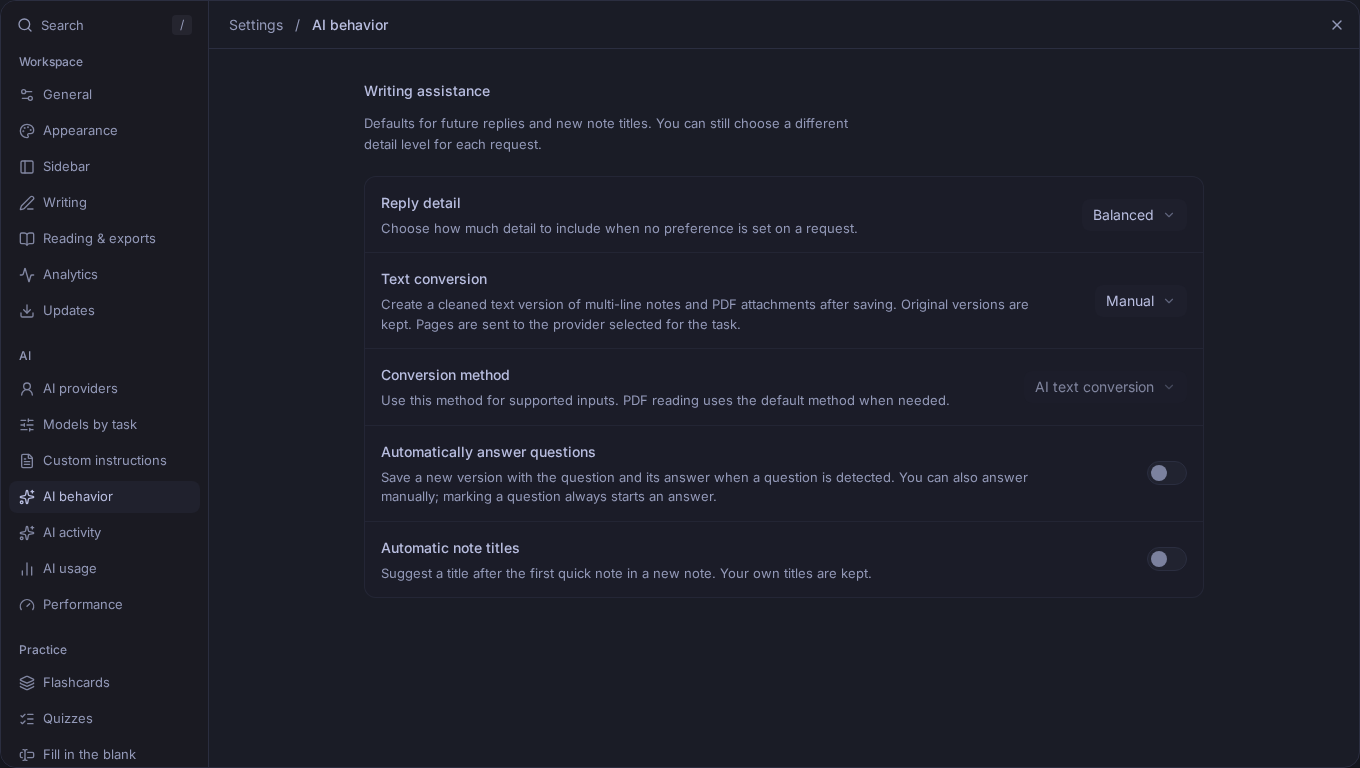 Search /
Workspace
General
Appearance
Sidebar
Writing
Reading & exports
Analytics
Updates
AI
AI providers
Models by task
Custom instructions
AI behavior
AI activity
AI usage
Performance
Practice
Flashcards
Quizzes
Fill in the blank
Settings / AI behavior
Writing assistance
Defaults for future replies and new note titles. You can still choose a different
detail level for each request.
Reply detail
Choose how much detail to include when no preference is set on a request.
Balanced
Text conversion
Create a cleaned text version of multi-line notes and PDF attachments after saving. Original versions are
kept. Pages are sent to the provider selected for the task.
Manual
Conversion method
Use this method for supported inputs. PDF reading uses the default method when needed.
AI text conversion
Automatically answer questions
Save a new version with the question and its answer when a question is detected. You can also answer
manually; marking a question always starts an answer.
Automatic note titles
Suggest a title after the first quick note in a new note. Your own titles are kept.